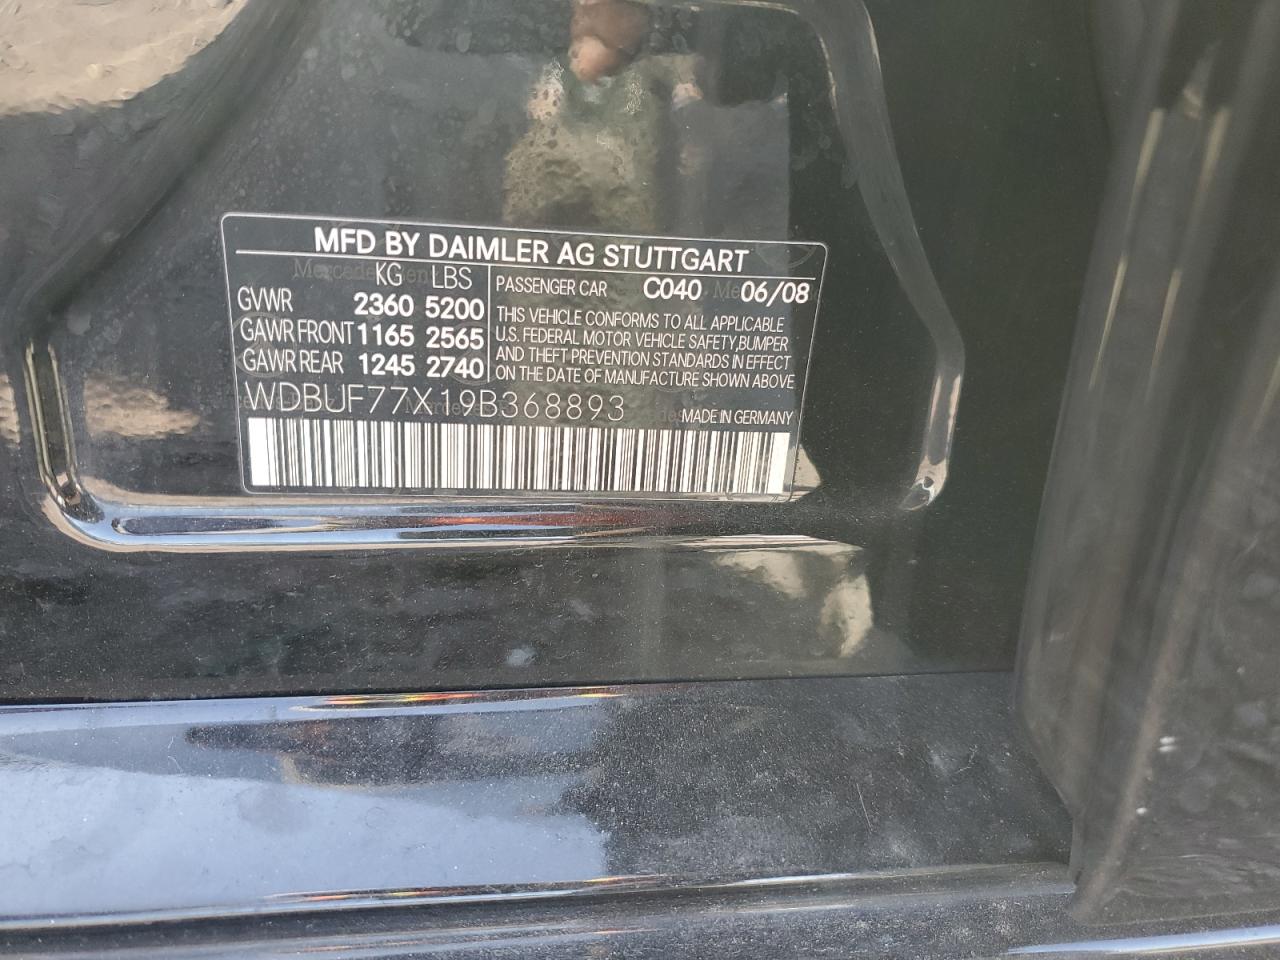 MFD BY DAIMLER AG STUTTGART
KG LBS
GVWR 2360 5200
GAWR FRONT 1165 2565
GAWR REAR 1245 2740
PASSENGER CAR C040 06/08
THIS VEHICLE CONFORMS TO ALL APPLICABLE
U.S. FEDERAL MOTOR VEHICLE SAFETY,BUMPER
AND THEFT PREVENTION STANDARDS IN EFFECT
ON THE DATE OF MANUFACTURE SHOWN ABOVE
WDBUF77X19B368893
MADE IN GERMANY